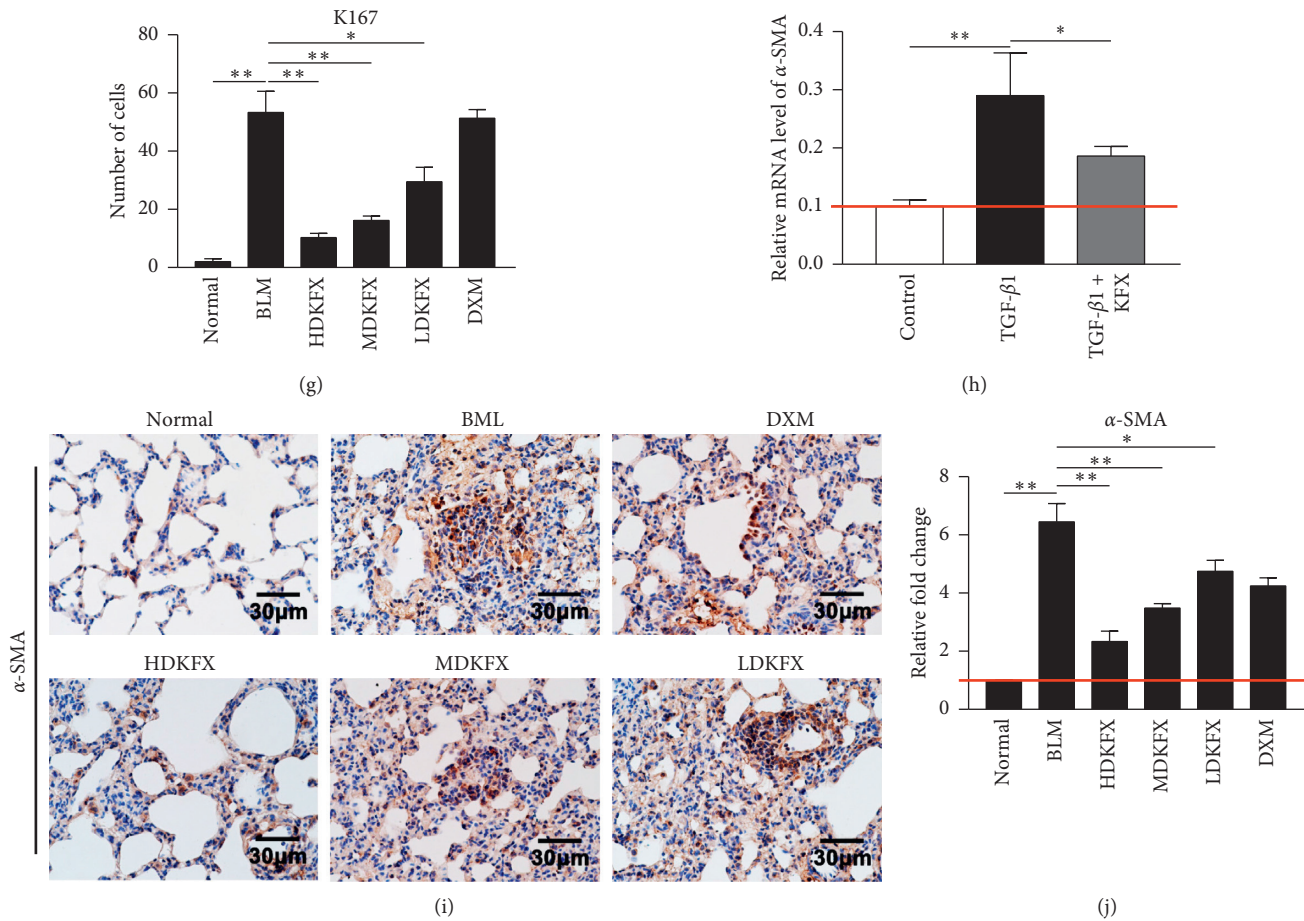 K167
Number of cells
80
60
40
20
0
**
**
**
*
Normal
BLM
HDKFX
MDKFX
LDKFX
DXM
(g)
Relative mRNA level of α-SMA
0.4
0.3
0.2
0.1
0.0
**
*
Control
TGF-β1
TGF-β1 +
KFX
(h)
α-SMA
Normal
BML
DXM
30µm
30µm
30µm
HDKFX
MDKFX
LDKFX
30µm
30µm
30µm
(i)
α-SMA
Relative fold change
8
6
4
2
0
**
**
**
*
Normal
BLM
HDKFX
MDKFX
LDKFX
DXM
(j)